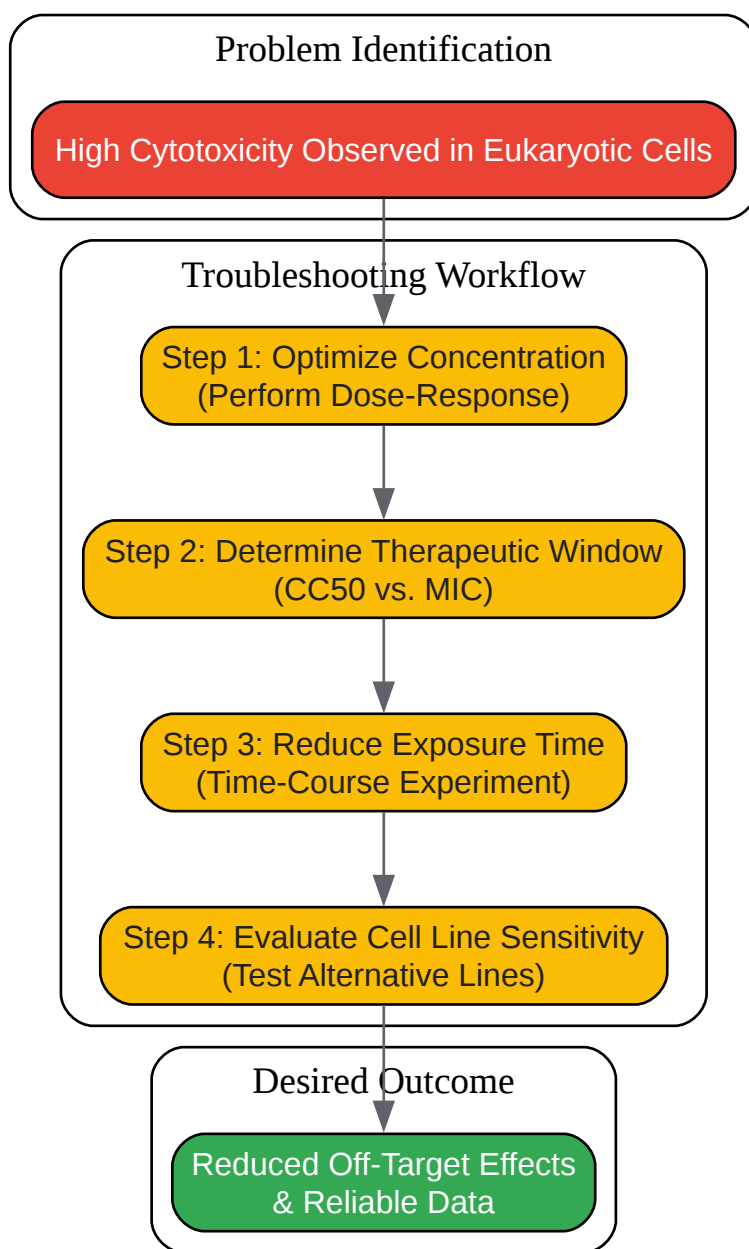 Problem Identification
High Cytotoxicity Observed in Eukaryotic Cells
Troubleshooting Workflow
Step 1: Optimize Concentration
(Perform Dose-Response)
Step 2: Determine Therapeutic Window
(CC50 vs. MIC)
Step 3: Reduce Exposure Time
(Time-Course Experiment)
Step 4: Evaluate Cell Line Sensitivity
(Test Alternative Lines)
Desired Outcome
Reduced Off-Target Effects
& Reliable Data